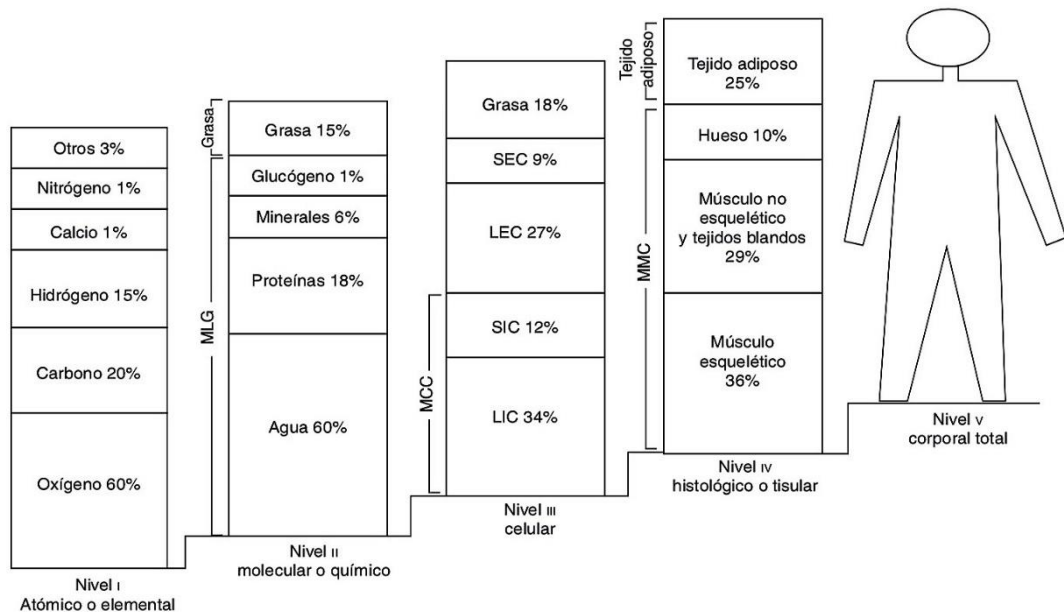 Otros 3%
Nitrógeno 1%
Calcio 1%
Hidrógeno 15%
Carbono 20%
Oxígeno 60%
Nivel I
Atómico o elemental
Grasa
MLG
Grasa 15%
Glucógeno 1%
Minerales 6%
Proteínas 18%
Agua 60%
Nivel II
molecular o químico
MCC
Grasa 18%
SEC 9%
LEC 27%
SIC 12%
LIC 34%
Nivel III
celular
Tejido
adiposo
MMC
Tejido adiposo
25%
Hueso 10%
Músculo no
esquelético
y tejidos blandos
29%
Músculo
esquelético
36%
Nivel IV
histológico o tisular
Nivel V
corporal total